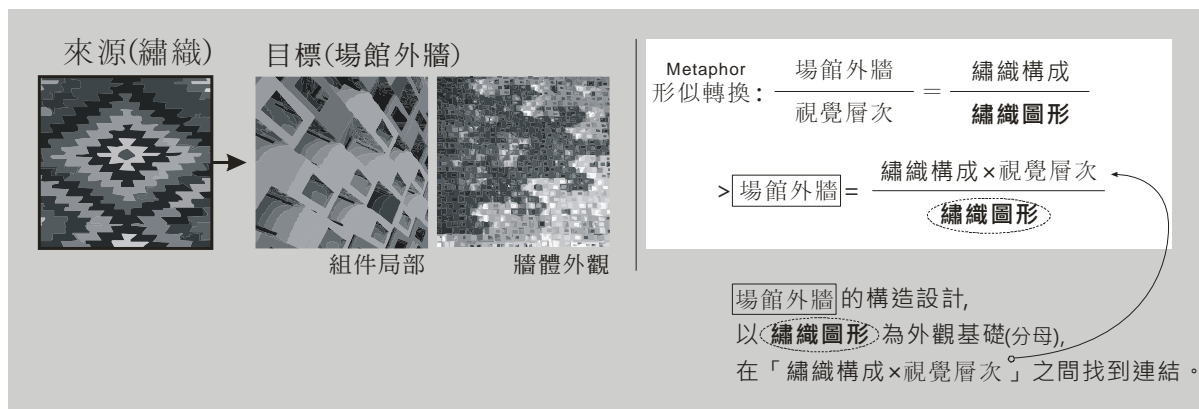 來源(繡織)
目標(場館外牆)
組件局部
牆體外觀
Metaphor
形似轉換：
場館外牆
視覺層次
=
繡織構成
繡織圖形
>場館外牆=
繡織構成×視覺層次
繡織圖形
場館外牆的構造設計,
以繡織圖形為外觀基礎(分母),
在「繡織構成×視覺層次」之間找到連結。